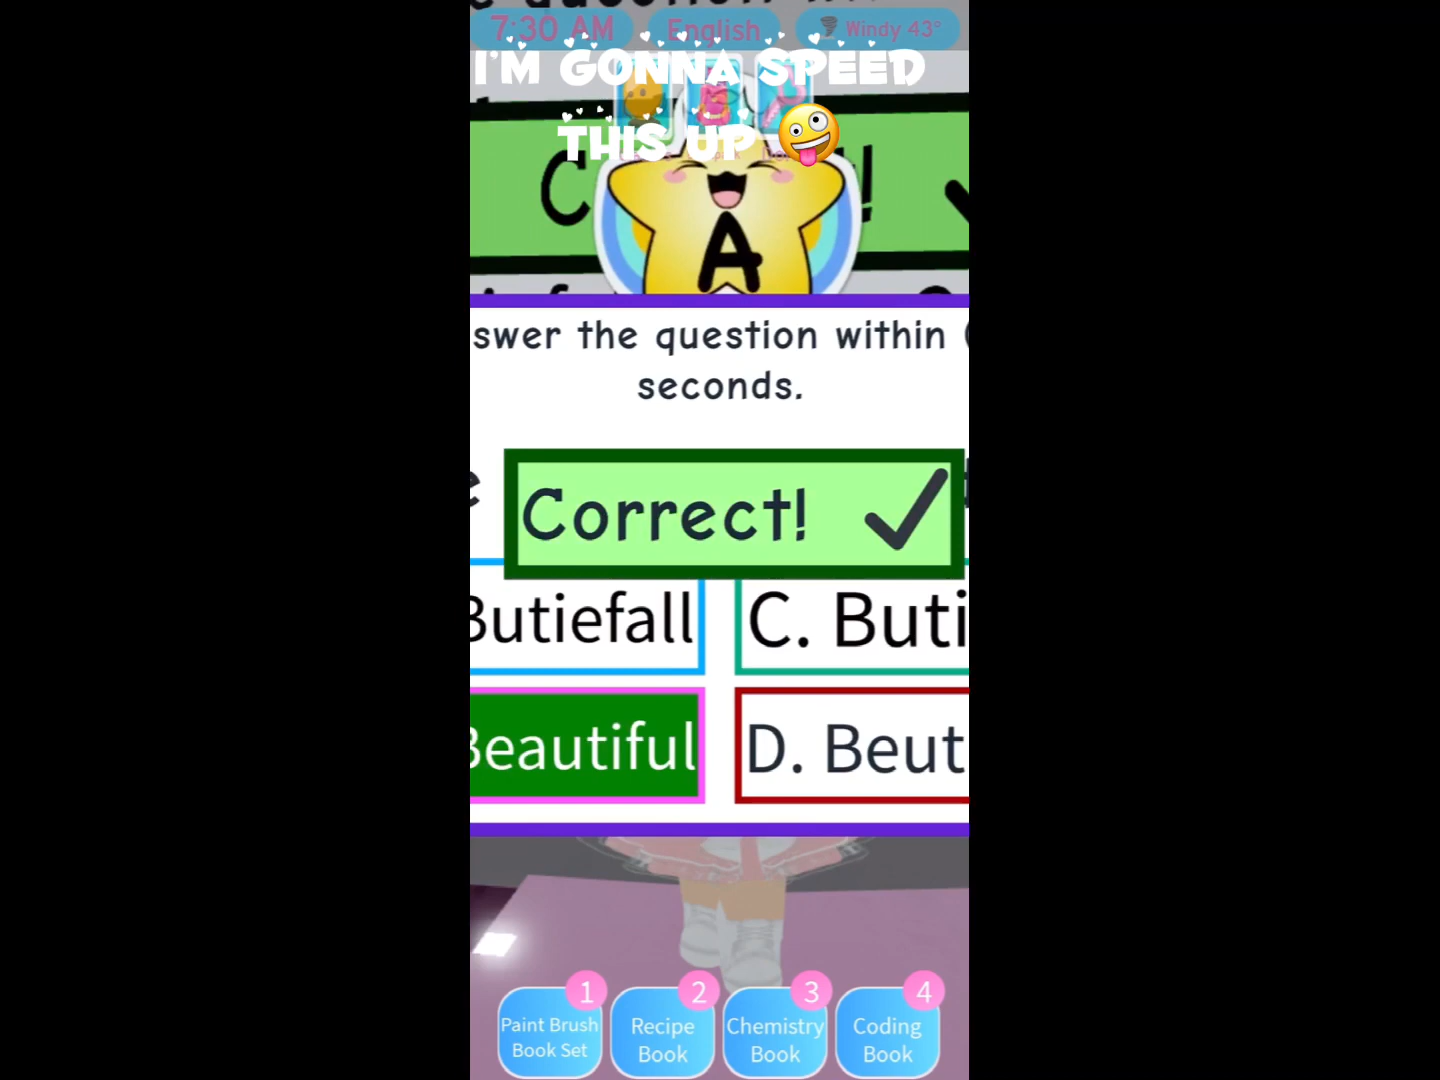 7:30 AM English Windy 43°
I'M GONNA SPEED
THIS UP 🤪
A
swer the question within
seconds.
Correct! ✓
Butiefall C. Buti
Beautiful D. Beut
1 2 3 4
Paint Brush Book Set
Recipe Book
Chemistry Book
Coding Book